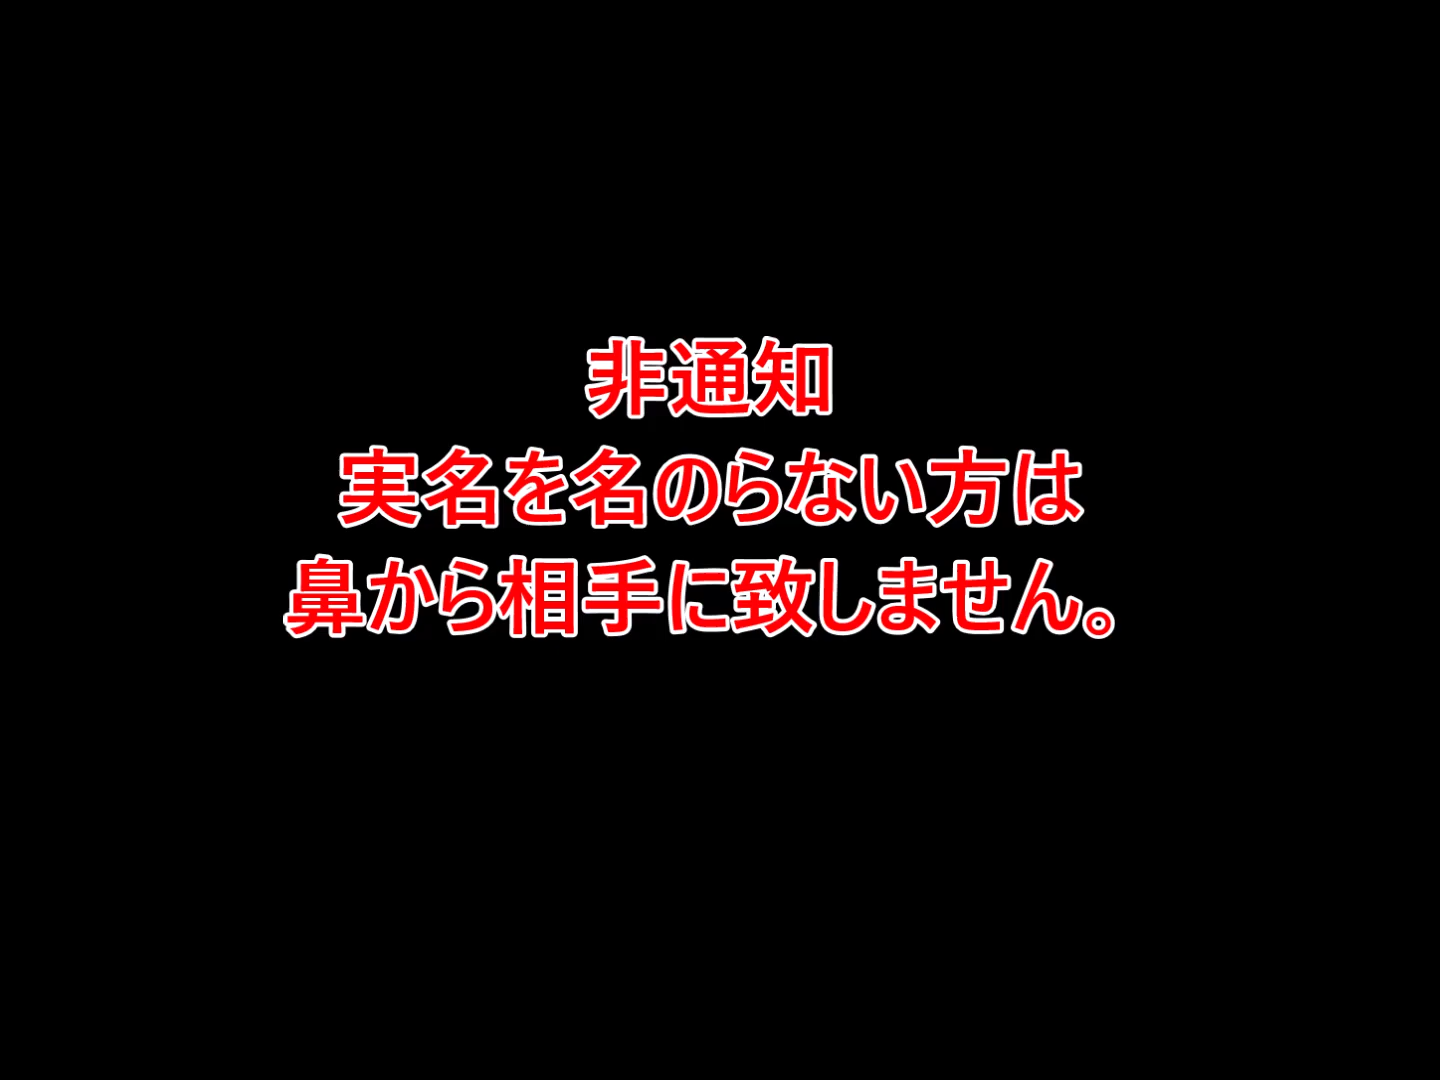 非通知
実名を名のらない方は
鼻から相手に致しません。